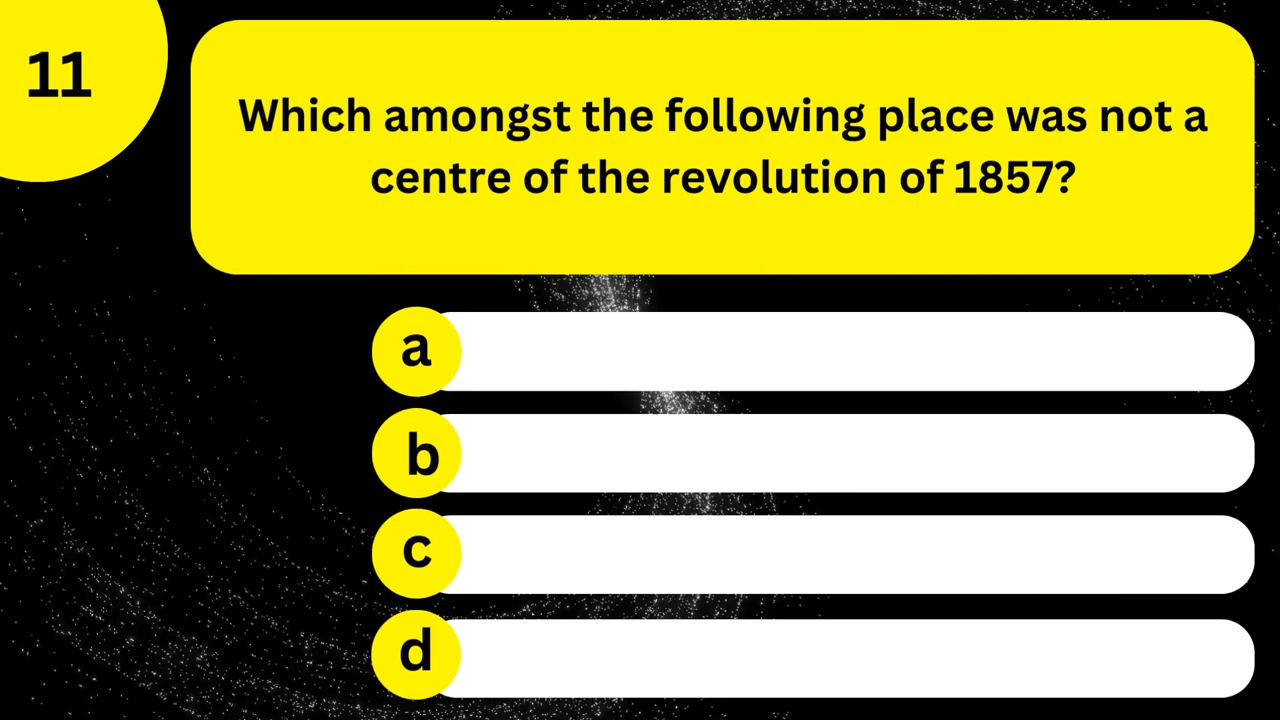 11
Which amongst the following place was not a
centre of the revolution of 1857?
a
b
c
d